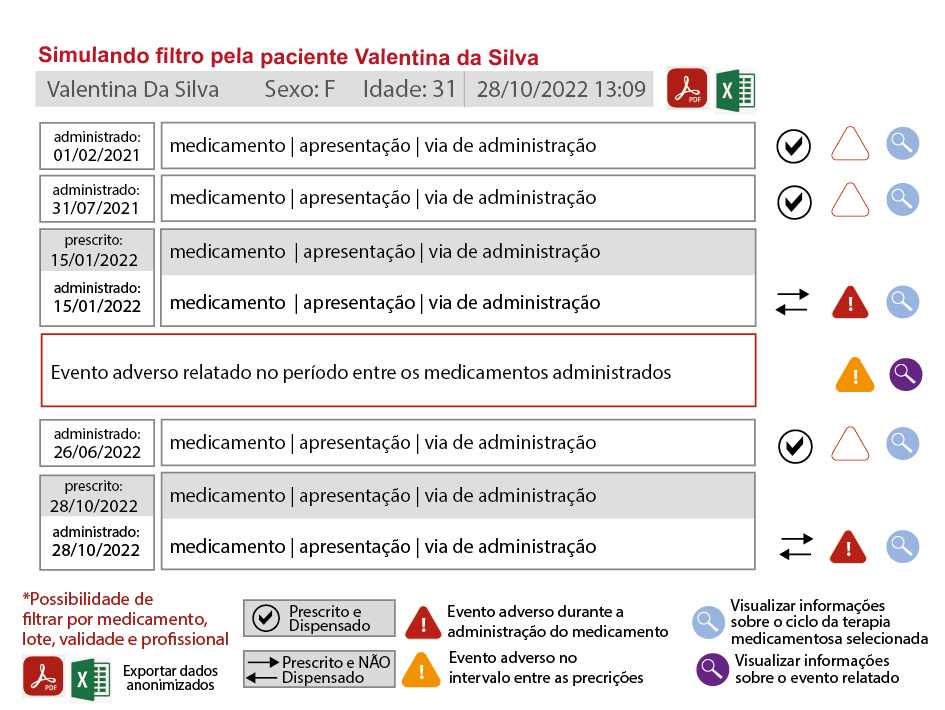 Simulando filtro pela paciente Valentina da Silva
Valentina Da Silva Sexo: F Idade: 31 28/10/2022 13:09
PDF
X
administrado:
01/02/2021
medicamento | apresentação | via de administração
administrado:
31/07/2021
medicamento | apresentação | via de administração
prescrito:
15/01/2022
medicamento | apresentação | via de administração
administrado:
15/01/2022
medicamento | apresentação | via de administração
!
Evento adverso relatado no período entre os medicamentos administrados
!
administrado:
26/06/2022
medicamento | apresentação | via de administração
prescrito:
28/10/2022
medicamento | apresentação | via de administração
administrado:
28/10/2022
medicamento | apresentação | via de administração
!
*Possibilidade de
filtrar por medicamento,
lote, validade e profissional
PDF
X
Exportar dados
anonimizados
Prescrito e
Dispensado
Prescrito e NÃO
Dispensado
!
Evento adverso durante a
administração do medicamento
!
Evento adverso no
intervalo entre as precrições
Visualizar informações
sobre o ciclo da terapia
medicamentosa selecionada
Visualizar informações
sobre o evento relatado